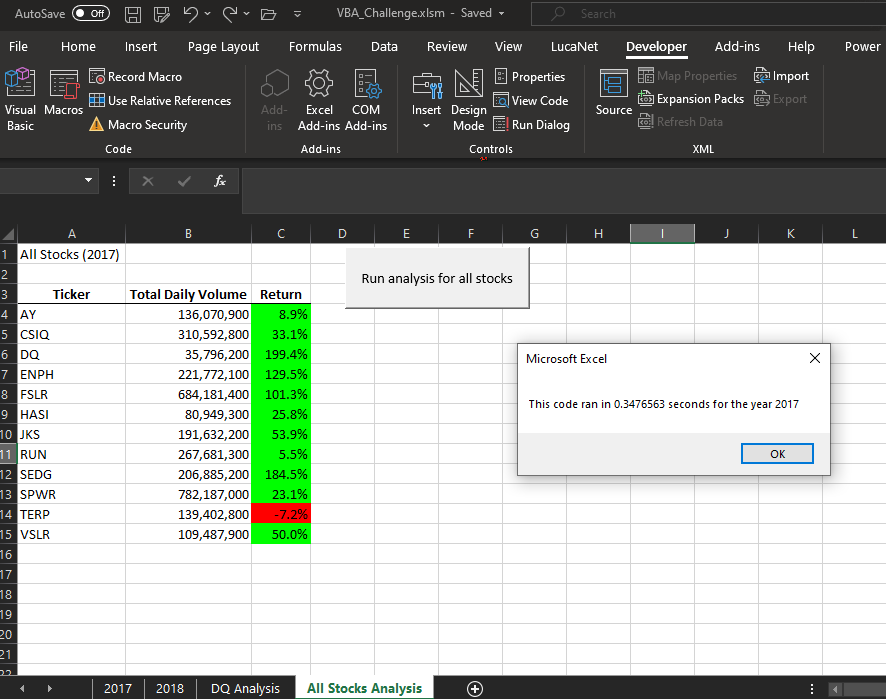 AutoSave Off VBA_Challenge.xlsm - Saved Search
File Home Insert Page Layout Formulas Data Review View LucaNet Developer Add-ins Help Power
Visual Basic
Macros
Record Macro
Use Relative References
Macro Security
Code
Add-ins
Excel Add-ins
COM Add-ins
Add-ins
Insert
Design Mode
Properties
View Code
Run Dialog
Controls
Source
Map Properties
Expansion Packs
Refresh Data
Import
Export
XML
fx
A B C D E F G H I J K L
1 All Stocks (2017)
Run analysis for all stocks
2
3 Ticker Total Daily Volume Return
4 AY 136,070,900 8.9%
5 CSIQ 310,592,800 33.1%
6 DQ 35,796,200 199.4%
7 ENPH 221,772,100 129.5%
8 FSLR 684,181,400 101.3%
9 HASI 80,949,300 25.8%
10 JKS 191,632,200 53.9%
11 RUN 267,681,300 5.5%
12 SEDG 206,885,200 184.5%
13 SPWR 782,187,000 23.1%
14 TERP 139,402,800 -7.2%
15 VSLR 109,487,900 50.0%
16
17
18
19
20
21
22
Microsoft Excel
This code ran in 0.3476563 seconds for the year 2017
OK
2017 2018 DQ Analysis All Stocks Analysis